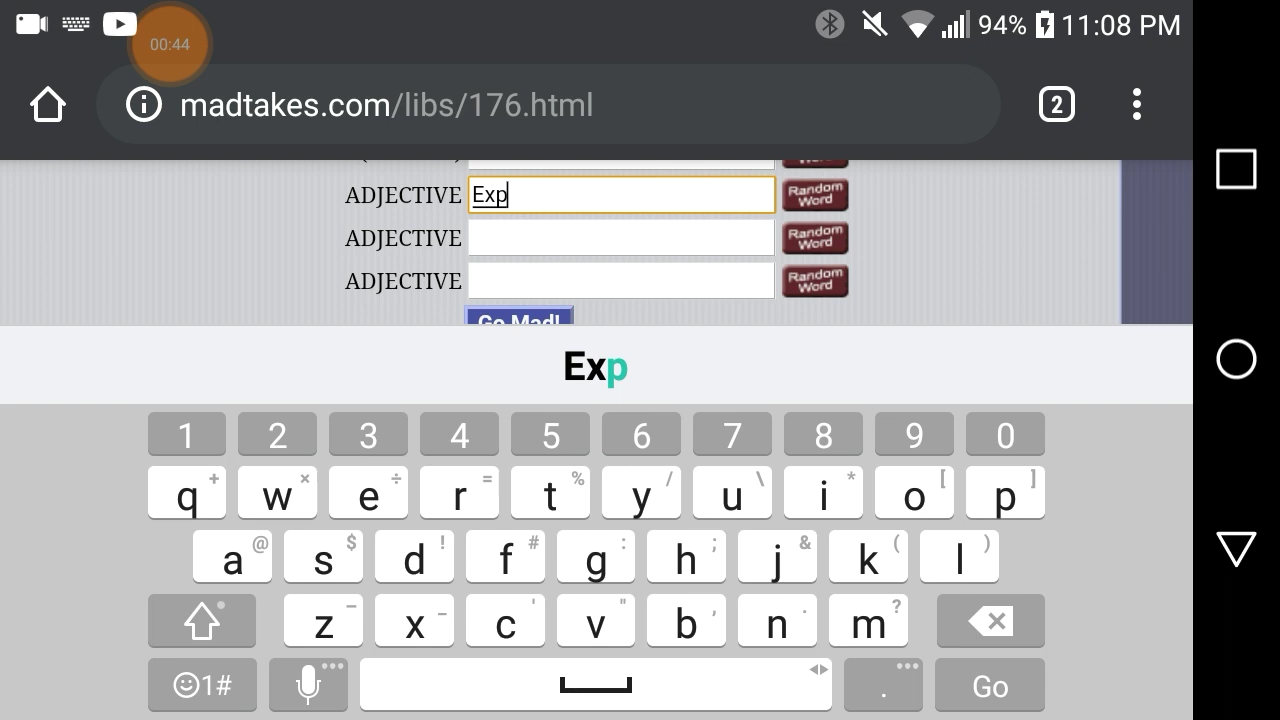 00:44 94% 11:08 PM
madtakes.com/libs/176.html 2
Word
ADJECTIVE Exp Random Word
ADJECTIVE Random Word
ADJECTIVE Random Word
Go Mad!
Exp
1 2 3 4 5 6 7 8 9 0
q + w × e ÷ r = t % y / u \ i * o [ p ]
a @ s $ d ! f # g : h ; j & k ( l )
z – x - c ' v " b , n . m ?
1# . Go